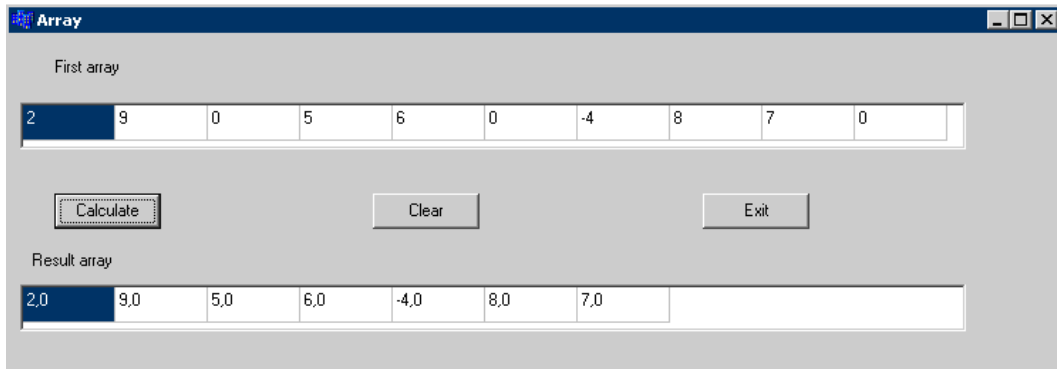 Array
First array
2 9 0 5 6 0 -4 8 7 0
Calculate Clear Exit
Result array
2,0 9,0 5,0 6,0 -4,0 8,0 7,0